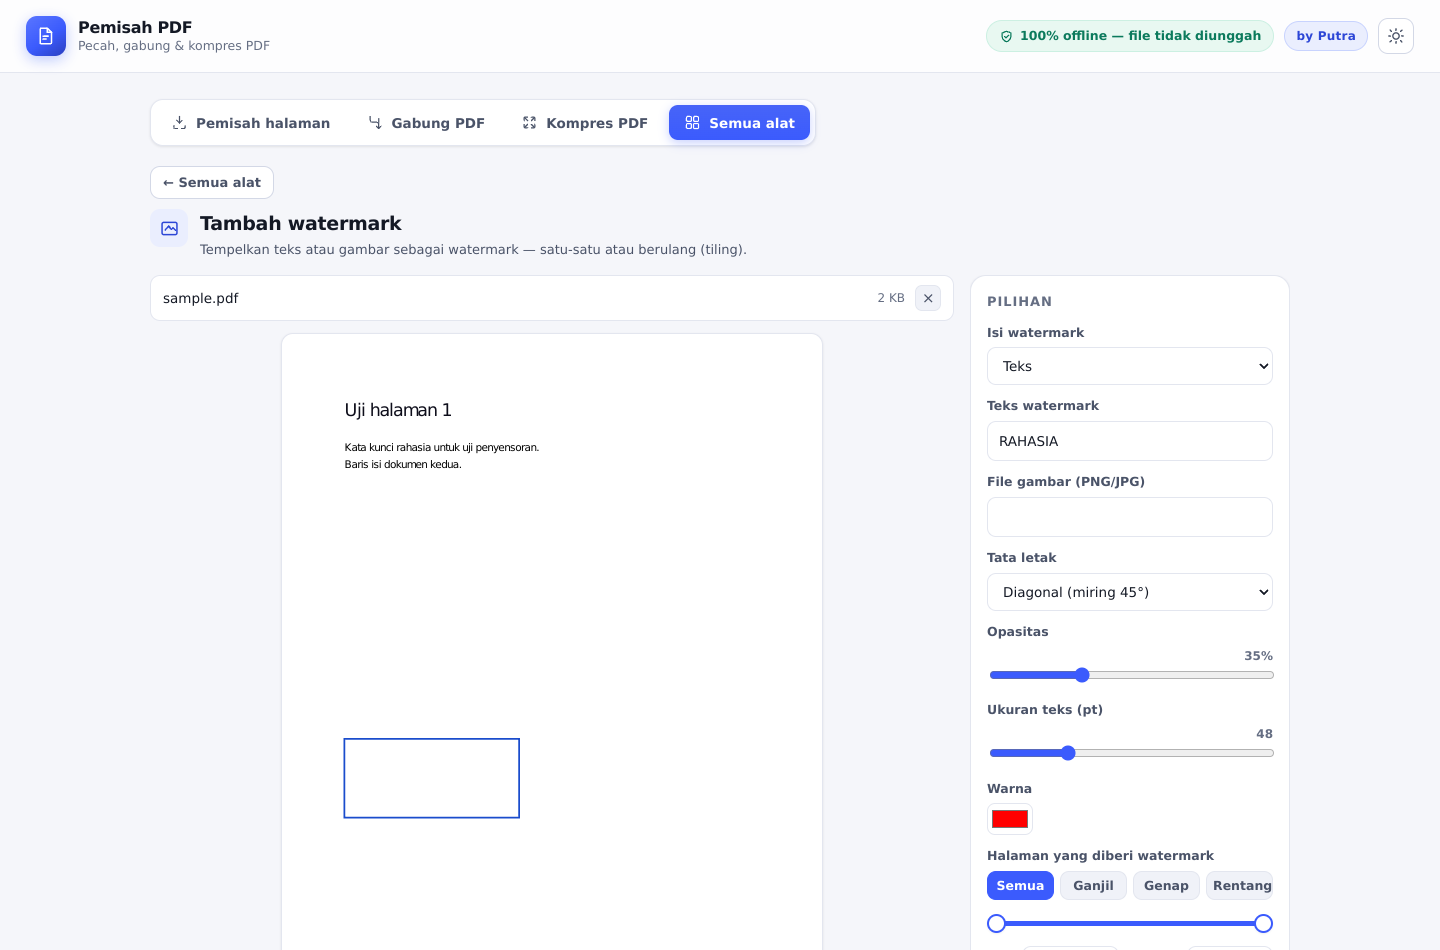 Pemisah PDF
Pecah, gabung & kompres PDF
100% offline — file tidak diunggah
by Putra
Pemisah halaman
Gabung PDF
Kompres PDF
Semua alat
← Semua alat
Tambah watermark
Tempelkan teks atau gambar sebagai watermark — satu-satu atau berulang (tiling).
sample.pdf
2 KB
Uji halaman 1
Kata kunci rahasia untuk uji penyensoran.
Baris isi dokumen kedua.
PILIHAN
Isi watermark
Teks
Teks watermark
RAHASIA
File gambar (PNG/JPG)
Tata letak
Diagonal (miring 45°)
Opasitas
35%
Ukuran teks (pt)
48
Warna
Halaman yang diberi watermark
Semua
Ganjil
Genap
Rentang